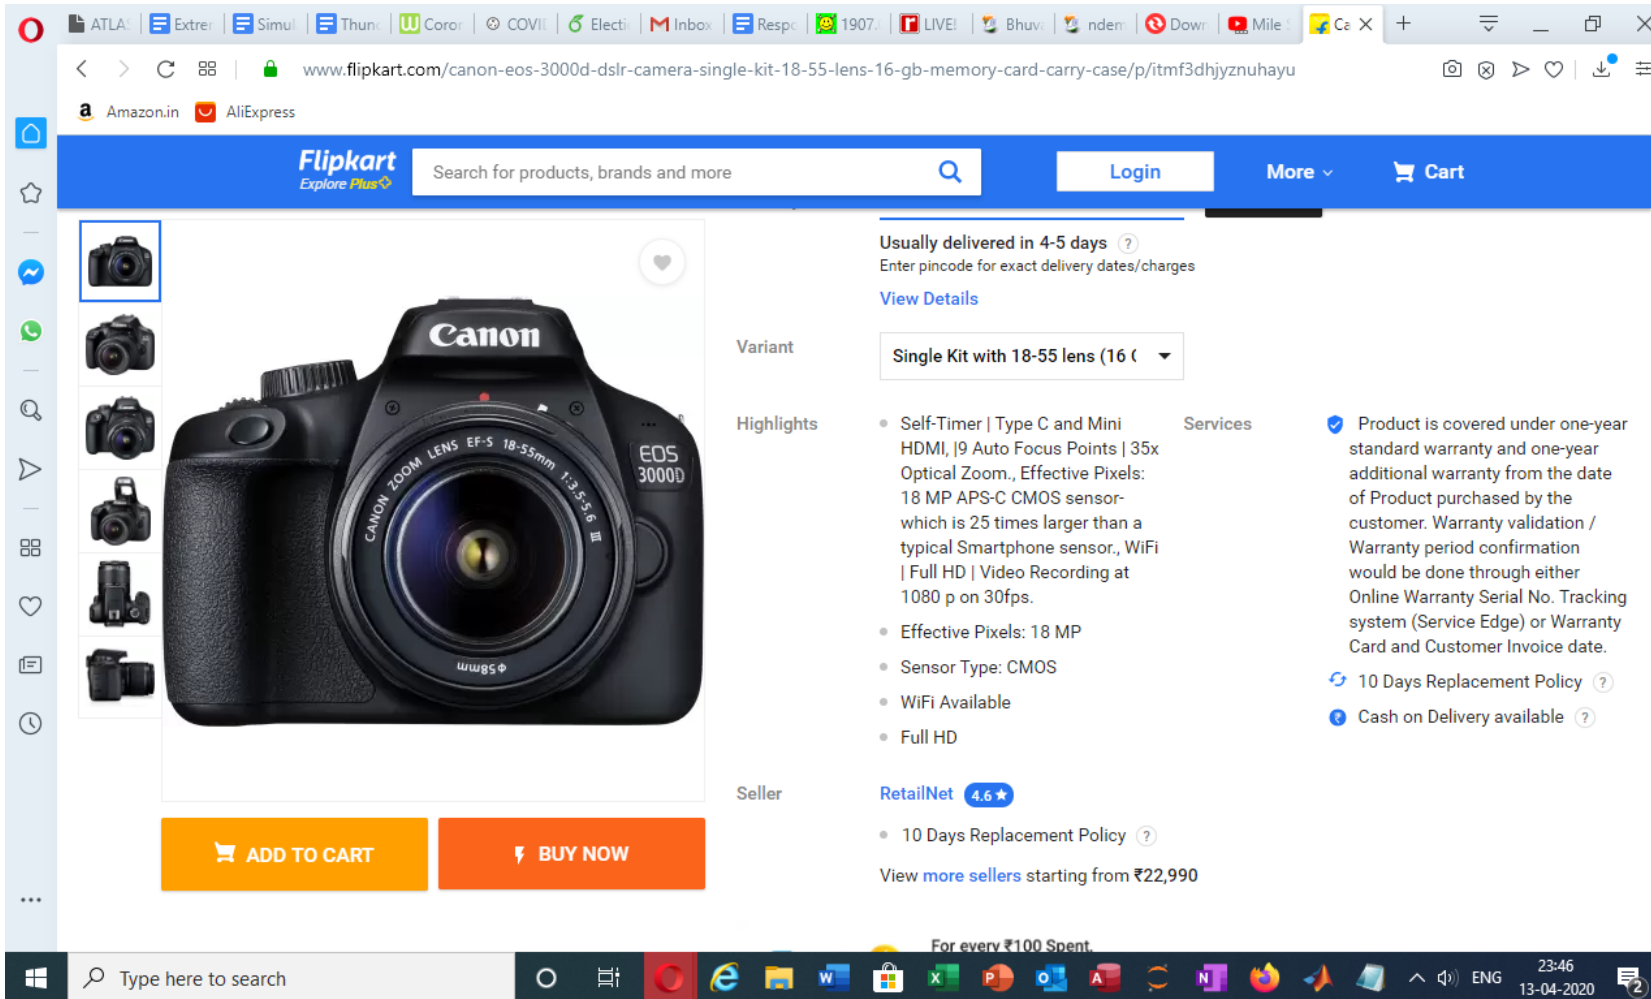 ATLAS
Extrem
Simul
Thund
Coron
COVID
Electi
Inbox
Respo
1907.
LIVE!
Bhuva
ndem
Down
Mile S
Ca
www.flipkart.com/canon-eos-3000d-dslr-camera-single-kit-18-55-lens-16-gb-memory-card-carry-case/p/itmf3dhjyznuhayu
Amazon.in
AliExpress
Flipkart
Explore Plus
Search for products, brands and more
Login
More
Cart
Usually delivered in 4-5 days ?
Enter pincode for exact delivery dates/charges
View Details
Canon
EOS
3000D
CANON ZOOM LENS EF-S 18-55mm 1:3.5-5.6 III
Φ58mm
Variant
Single Kit with 18-55 lens (16 G
Highlights
Self-Timer | Type C and Mini
HDMI, |9 Auto Focus Points | 35x
Optical Zoom., Effective Pixels:
18 MP APS-C CMOS sensor-
which is 25 times larger than a
typical Smartphone sensor., WiFi
| Full HD | Video Recording at
1080 p on 30fps.
Effective Pixels: 18 MP
Sensor Type: CMOS
WiFi Available
Full HD
Services
Product is covered under one-year
standard warranty and one-year
additional warranty from the date
of Product purchased by the
customer. Warranty validation /
Warranty period confirmation
would be done through either
Online Warranty Serial No. Tracking
system (Service Edge) or Warranty
Card and Customer Invoice date.
10 Days Replacement Policy ?
Cash on Delivery available ?
Seller
RetailNet 4.6★
10 Days Replacement Policy ?
View more sellers starting from ₹22,990
ADD TO CART
BUY NOW
For every ₹100 Spent,
Type here to search
ENG
23:46
13-04-2020
2